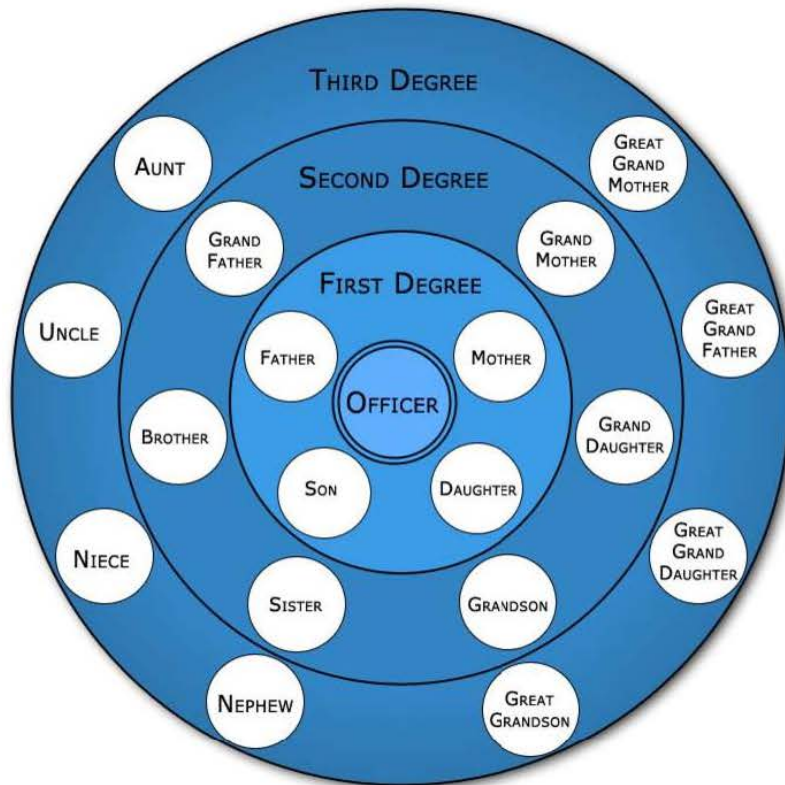 THIRD DEGREE
AUNT
GREAT
GRAND
MOTHER
SECOND DEGREE
GRAND
FATHER
GRAND
MOTHER
FIRST DEGREE
UNCLE
GREAT
GRAND
FATHER
FATHER
MOTHER
OFFICER
BROTHER
GRAND
DAUGHTER
SON
DAUGHTER
NIECE
GREAT
GRAND
DAUGHTER
SISTER
GRANDSON
NEPHEW
GREAT
GRANDSON